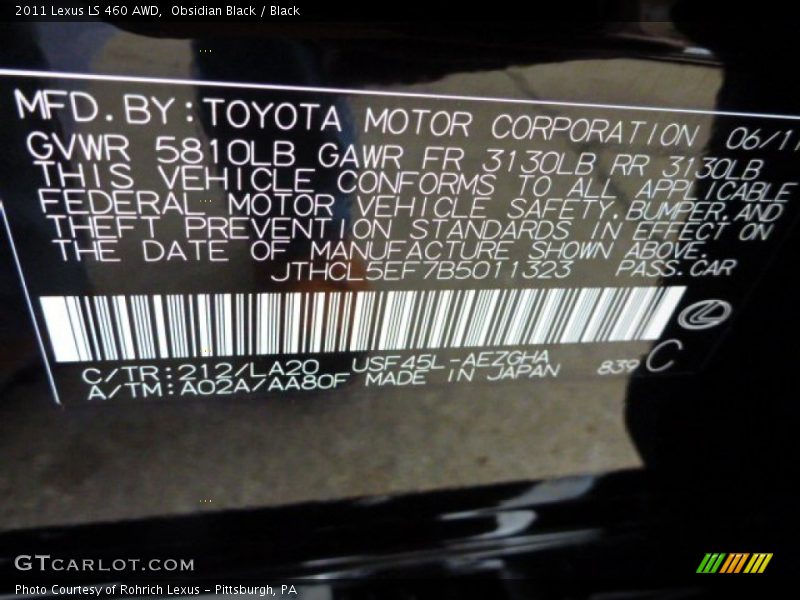 2011 Lexus LS 460 AWD,  Obsidian Black / Black
MFD.BY:TOYOTA MOTOR CORPORATION 06/11
GVWR 5810LB GAWR FR 3130LB RR 3130LB
THIS VEHICLE CONFORMS TO ALL APPLICABLE
FEDERAL MOTOR VEHICLE SAFETY,BUMPER,AND
THEFT PREVENTION STANDARDS IN EFFECT ON
THE DATE OF MANUFACTURE SHOWN ABOVE.
JTHCL5EF7B5011323 PASS.CAR
C/TR:212/LA20 USF45L-AEZGHA 839 C
A/TM:A02A/AA80F MADE IN JAPAN
GTCARLOT.COM
Photo Courtesy of Rohrich Lexus - Pittsburgh, PA